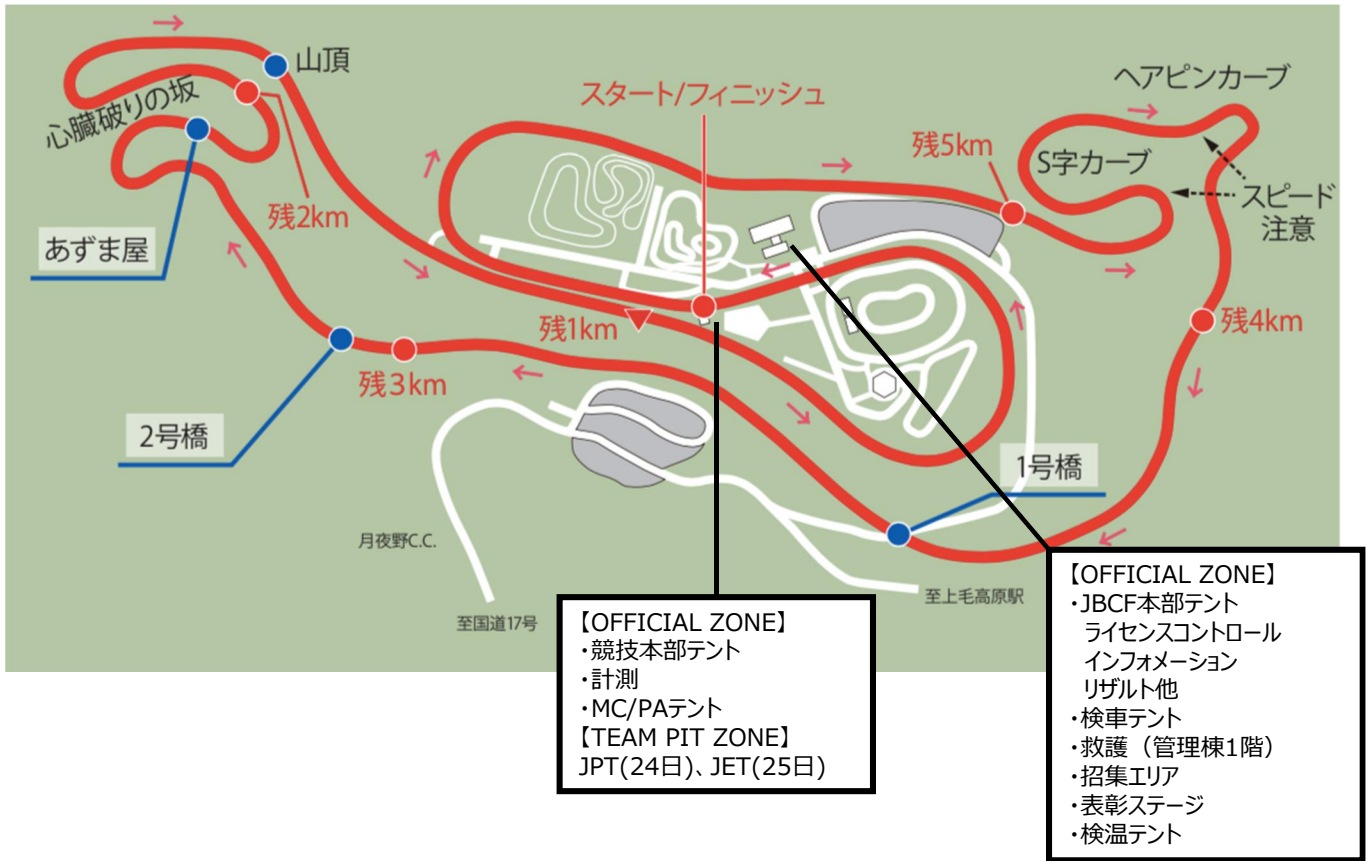 山頂
ヘアピンカーブ
スタート/フィニッシュ
心臓破りの坂
残5km
S字カーブ
スピード
注意
残2km
あずま屋
残1km
残4km
残3km
2号橋
1号橋
月夜野C.C.
至国道17号
至上毛高原駅
【OFFICIAL ZONE】
・競技本部テント
・計測
・MC/PAテント
【TEAM PIT ZONE】
JPT(24日)、JET(25日)
【OFFICIAL ZONE】
・JBCF本部テント
ライセンスコントロール
インフォメーション
リザルト他
・検車テント
・救護（管理棟1階）
・招集エリア
・表彰ステージ
・検温テント